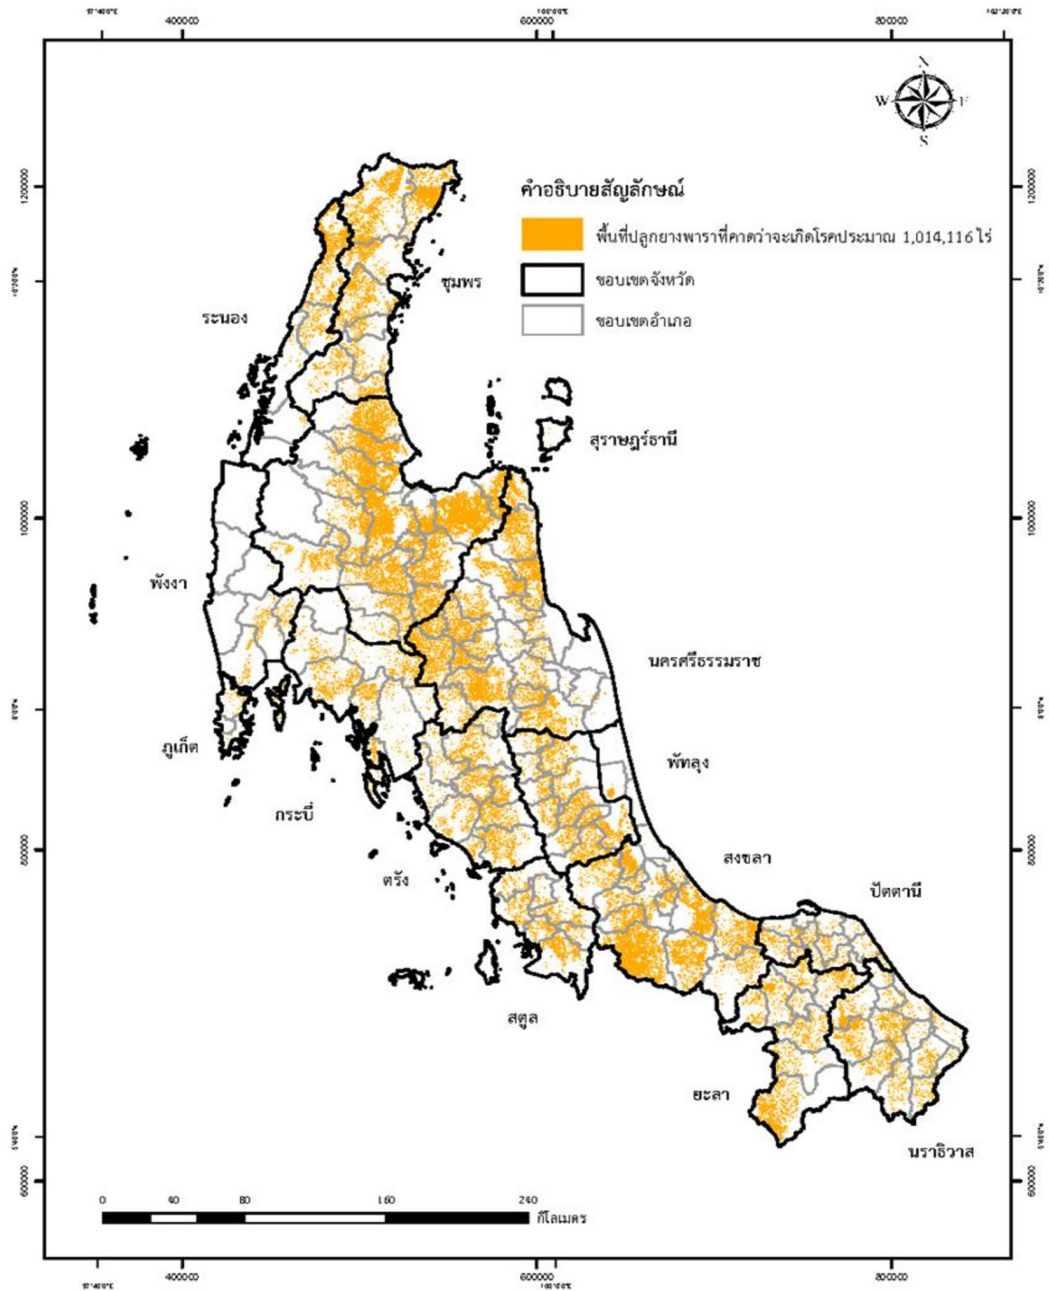 400000 600000 800000
N
W E
S
1200000 1200000
คำอธิบายสัญลักษณ์
พื้นที่ปลูกยางพาราที่คาดว่าจะเกิดโรคประมาณ 1,014,116 ไร่
ขอบเขตจังหวัด
ขอบเขตอำเภอ
ชุมพร
ระนอง
สุราษฎร์ธานี
1000000 1000000
พังงา
นครศรีธรรมราช
ภูเก็ต
พัทลุง
กระบี่
800000 800000
สงขลา
ตรัง
ปัตตานี
สตูล
ยะลา
นราธิวาส
600000 600000
0 40 80 160 240
กิโลเมตร
400000 600000 800000